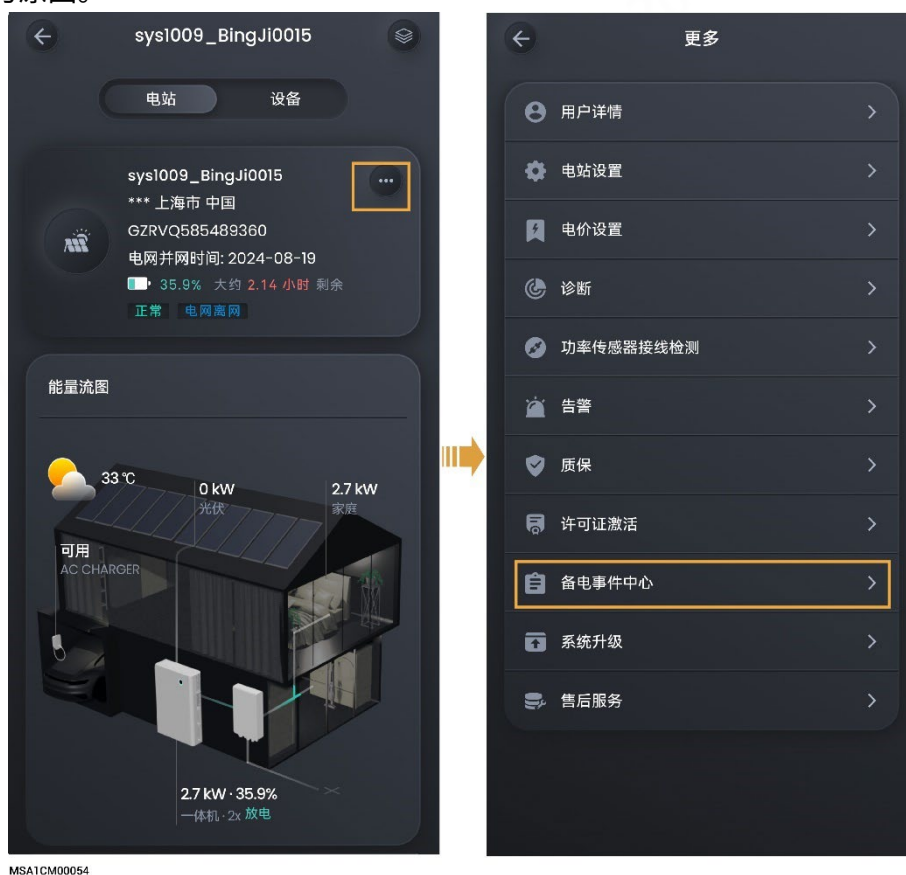 sys1009_BingJi0015
电站
设备
sys1009_BingJi0015
*** 上海市 中国
GZRVQ585489360
电网并网时间: 2024-08-19
35.9% 大约 2.14 小时 剩余
正常 电网离网
能量流图
33 ℃
0 kW
光伏
2.7 kW
家庭
可用
AC CHARGER
2.7 kW · 35.9%
一体机 · 2x 放电
更多
用户详情
电站设置
电价设置
诊断
功率传感器接线检测
告警
质保
许可证激活
备电事件中心
系统升级
售后服务
MSA1CM00054